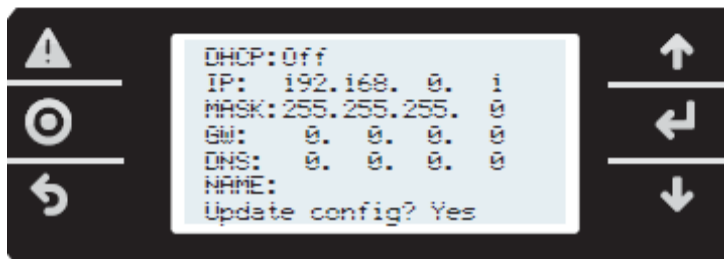 DHCP:Off
IP: 192.168. 0. 1
MASK:255.255.255. 0
GW: 0. 0. 0. 0
DNS: 0. 0. 0. 0
NAME:
Update config? Yes